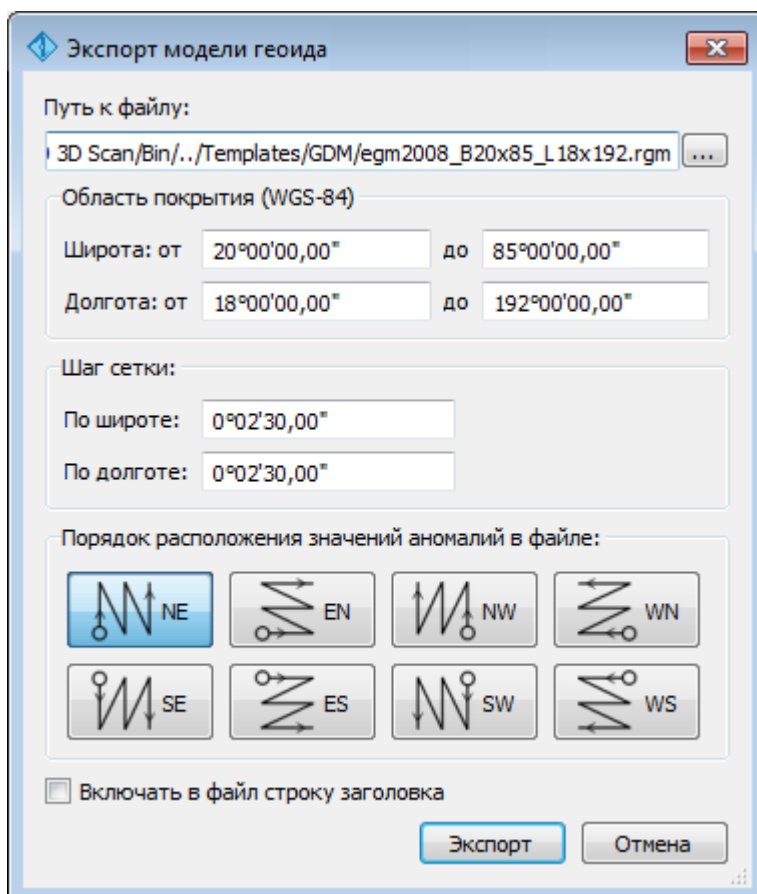 Экспорт модели геоида
Путь к файлу:
3D Scan/Bin/../Templates/GDM/egm2008_B20x85_L18x192.rgm ...
Область покрытия (WGS-84)
Широта: от 20°00'00,00" до 85°00'00,00"
Долгота: от 18°00'00,00" до 192°00'00,00"
Шаг сетки:
По широте: 0°02'30,00"
По долготе: 0°02'30,00"
Порядок расположения значений аномалий в файле:
NE EN NW WN
SE ES SW WS
Включать в файл строку заголовка
Экспорт Отмена